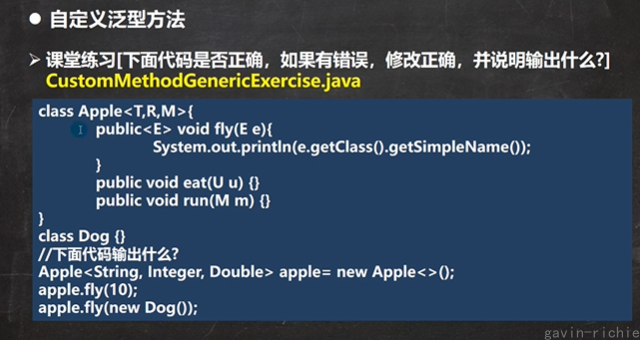 ● 自定义泛型方法
➢ 课堂练习[下面代码是否正确，如果有错误，修改正确，并说明输出什么?]
CustomMethodGenericExercise.java
class Apple<T,R,M>{
public<E> void fly(E e){
System.out.println(e.getClass().getSimpleName());
}
public void eat(U u) {}
public void run(M m) {}
}
class Dog {}
//下面代码输出什么?
Apple<String, Integer, Double> apple= new Apple<>();
apple.fly(10);
apple.fly(new Dog());
gavin-richie